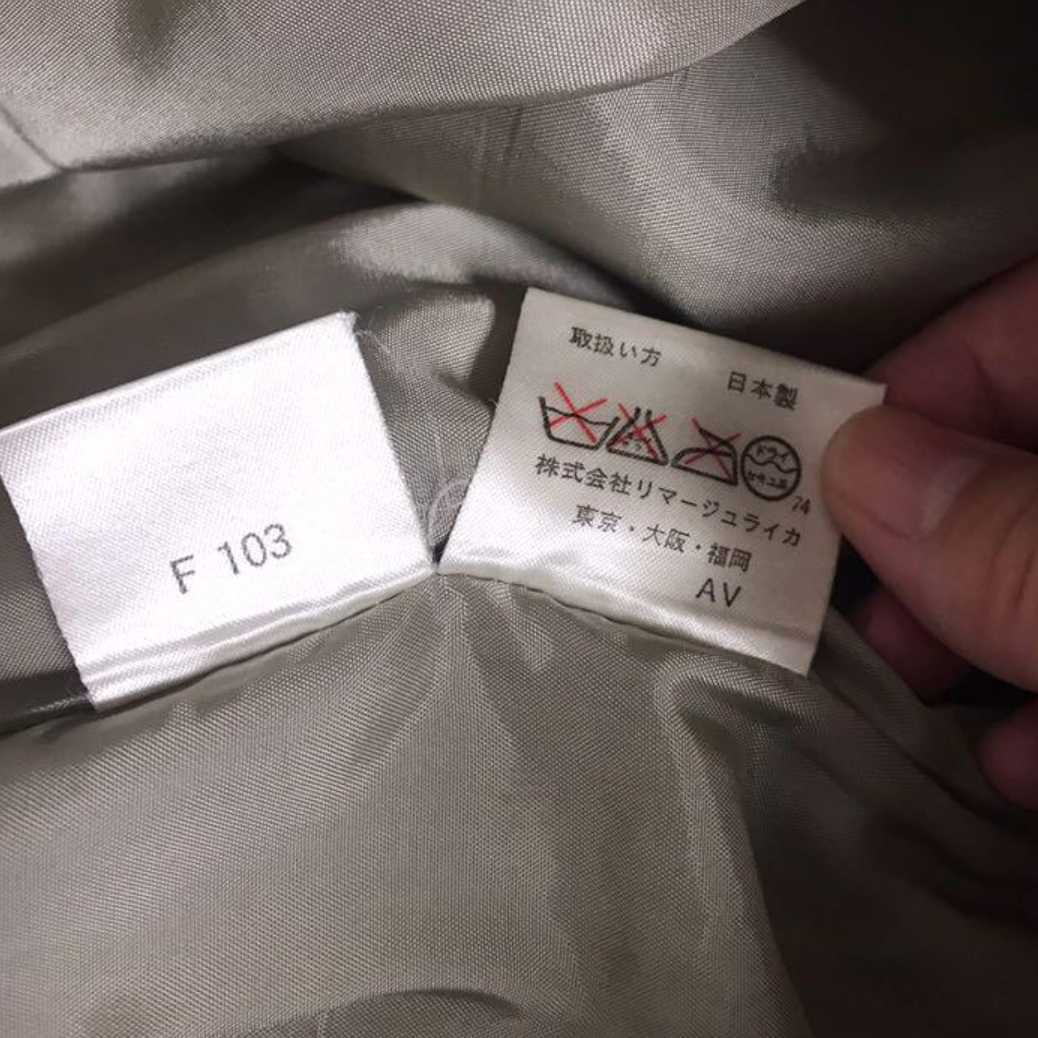 F 103
取扱い方
日本製
ドライ
セキユ系
74
株式会社リマージュライカ
東京・大阪・福岡
AV